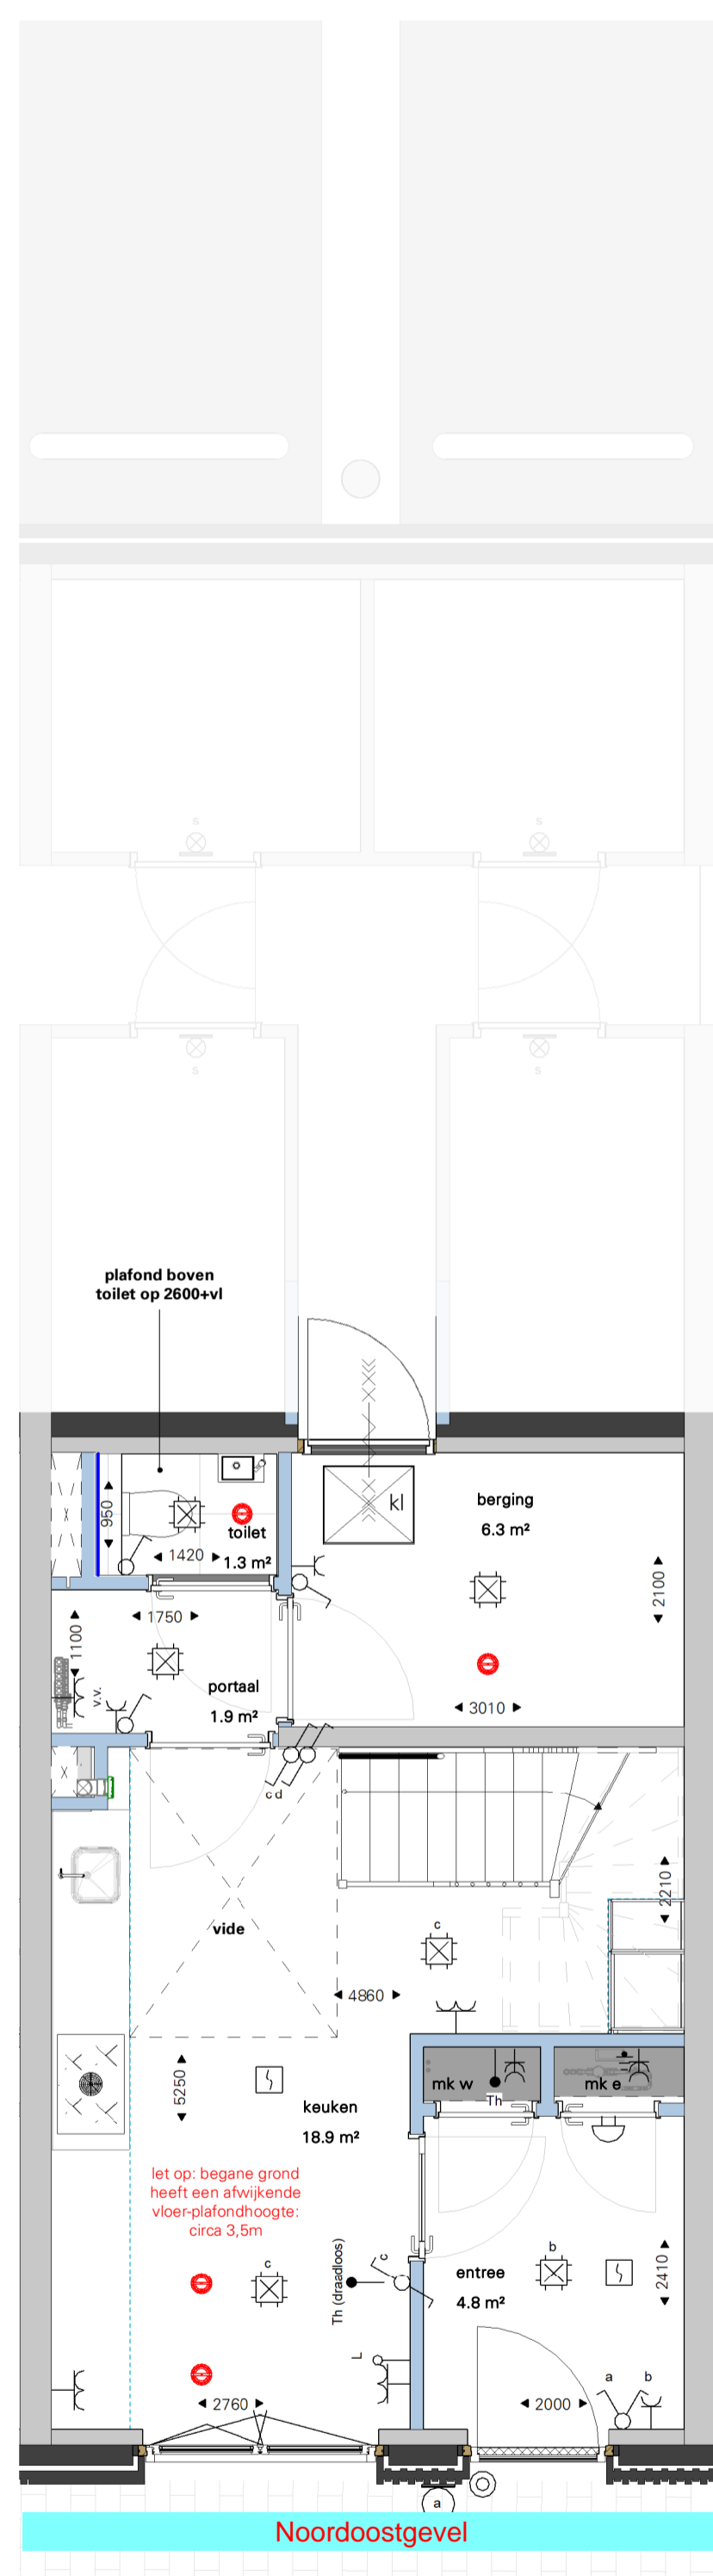 s
s
s
s
plafond boven
toilet op 2600+vl
kl
berging
6.3 m²
950
toilet
1420
1.3 m²
2100
1750
1100
v.v.
portaal
1.9 m²
3010
c d
2210
vide
c
4860
5250
mk w
mk e
Th
keuken
18.9 m²
let op: begane grond
heeft een afwijkende
vloer-plafondhoogte:
circa 3,5m
c
Th (draadloos)
c
b
entree
4.8 m²
2410
L
a
b
2760
2000
a
Noordoostgevel